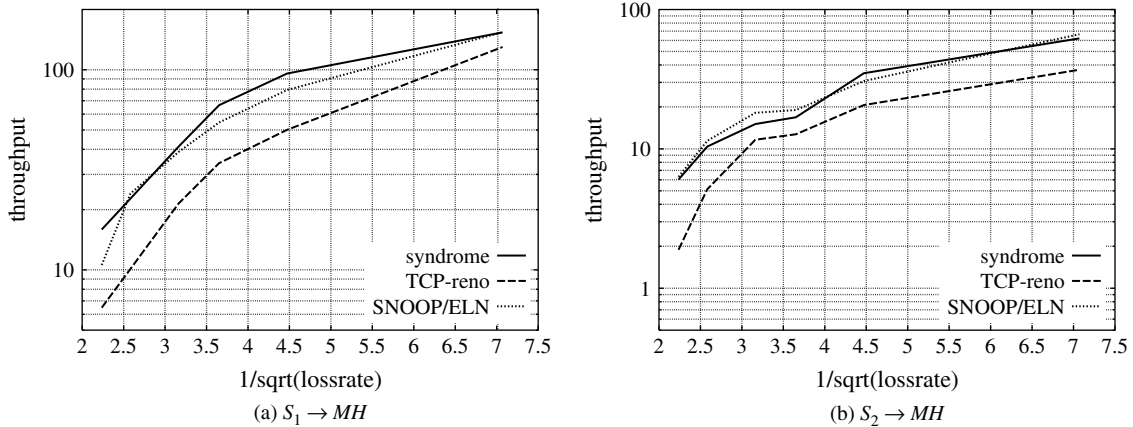 throughput
100
10
syndrome
TCP-reno
SNOOP/ELN
2 2.5 3 3.5 4 4.5 5 5.5 6 6.5 7 7.5
1/sqrt(lossrate)
(a) S₁ → MH
throughput
100
10
1
syndrome
TCP-reno
SNOOP/ELN
2 2.5 3 3.5 4 4.5 5 5.5 6 6.5 7 7.5
1/sqrt(lossrate)
(b) S₂ → MH